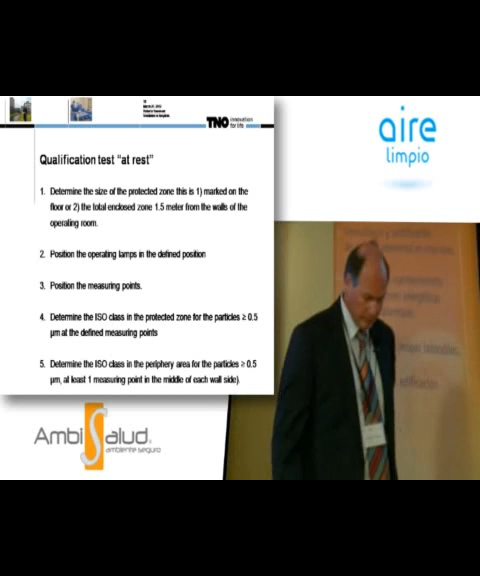 TNO innovation
for life
Qualification test "at rest"
1. Determine the size of the protected zone this is 1) marked on the
floor or 2) the total enclosed zone 1.5 meter from the walls of the
operating room.
2. Position the operating lamps in the defined position
3. Position the measuring points.
4. Determine the ISO class in the protected zone for the particles ≥ 0.5
µm at the defined measuring points
5. Determine the ISO class in the periphery area for the particles ≥ 0.5
µm, at least 1 measuring point in the middle of each wall side).
aire
limpio
AmbiSalud
ambiente seguro